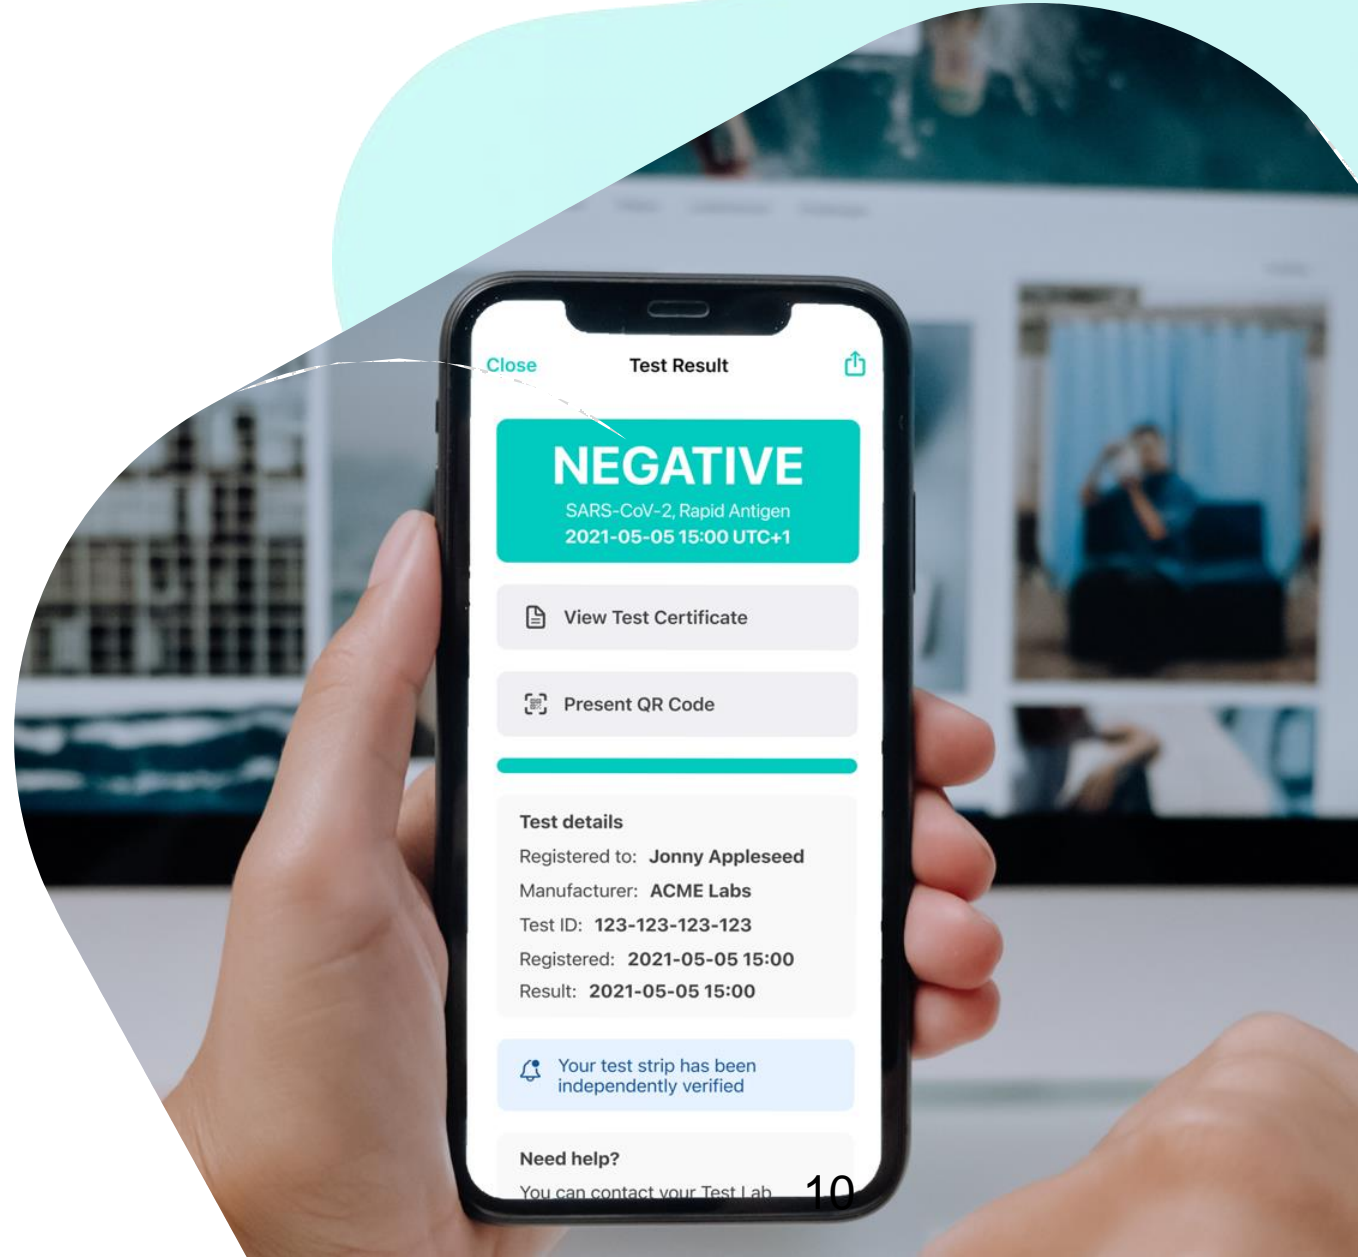 Close Test Result
NEGATIVE
SARS-CoV-2, Rapid Antigen
2021-05-05 15:00 UTC+1
View Test Certificate
Present QR Code
Test details
Registered to: Jonny Appleseed
Manufacturer: ACME Labs
Test ID: 123-123-123-123
Registered: 2021-05-05 15:00
Result: 2021-05-05 15:00
Your test strip has been
independently verified
Need help?
You can contact your Test Lab
10